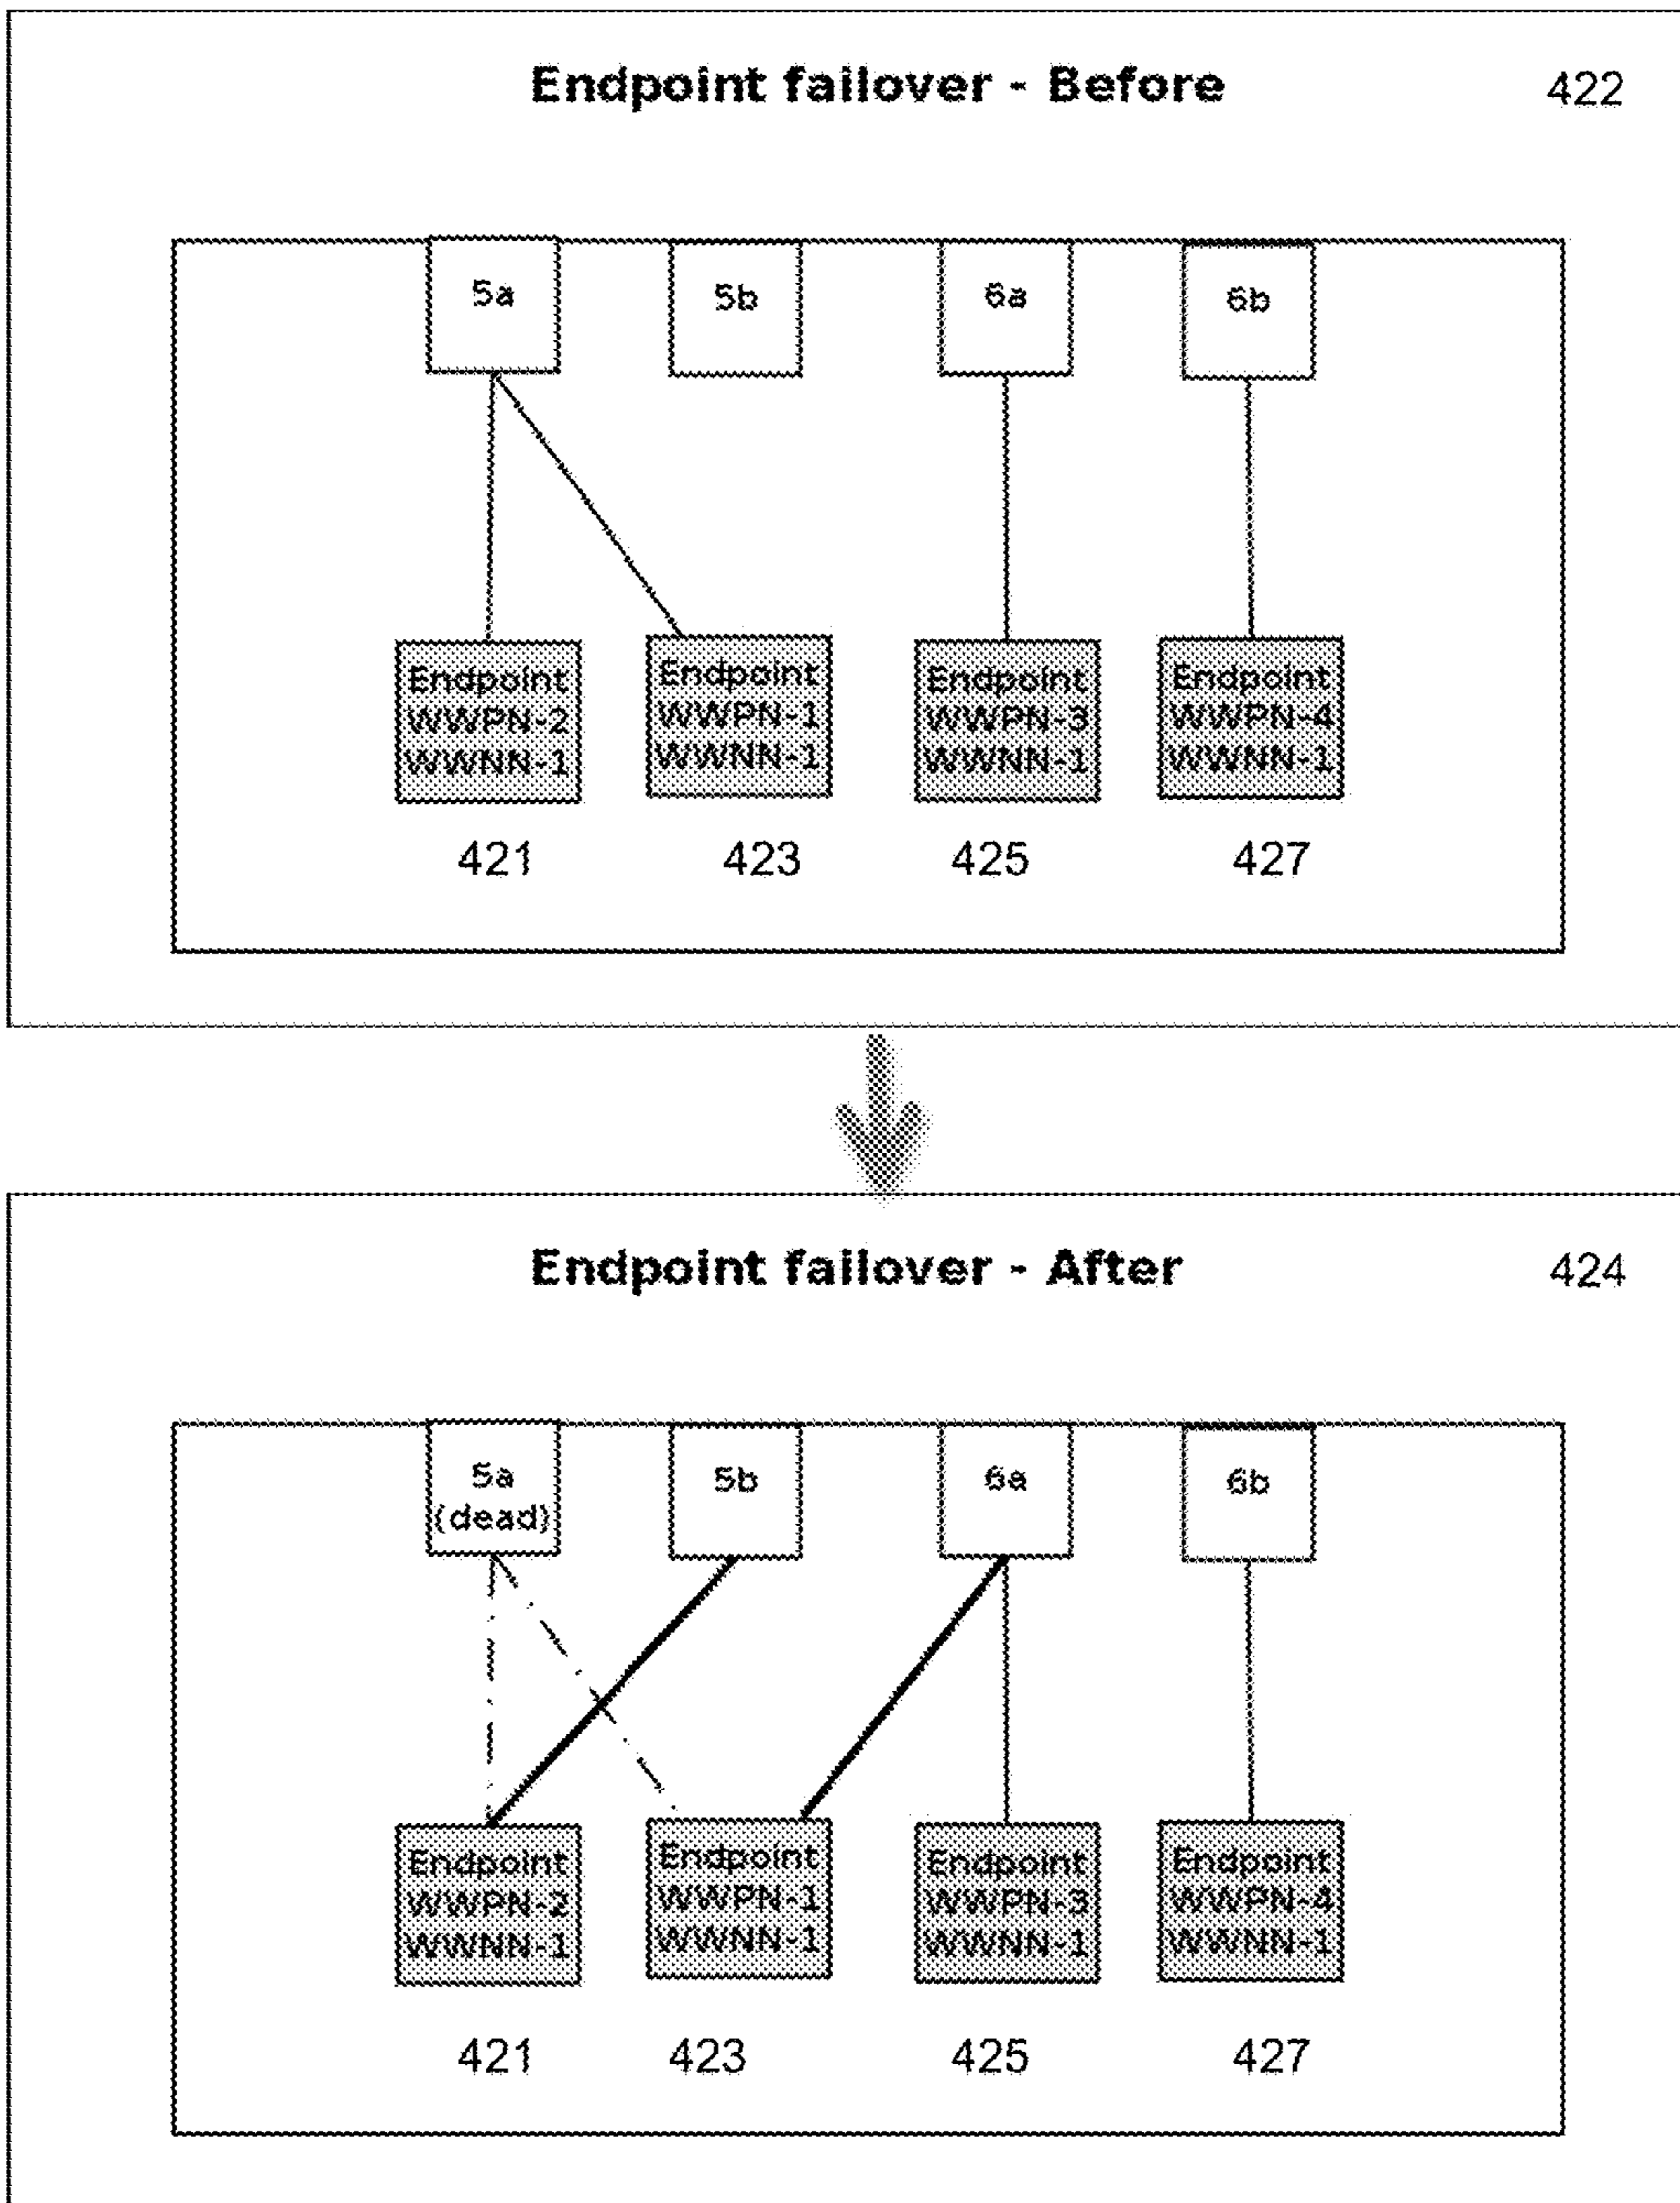 Endpoint failover - Before
422
5a
5b
6a
6b
Endpoint
WWPN-2
WWNN-1
Endpoint
WWPN-1
WWNN-1
Endpoint
WWPN-3
WWNN-1
Endpoint
WWPN-4
WWNN-1
421
423
425
427
Endpoint failover - After
424
5a
(dead)
5b
6a
6b
Endpoint
WWPN-2
WWNN-1
Endpoint
WWPN-1
WWNN-1
Endpoint
WWPN-3
WWNN-1
Endpoint
WWPN-4
WWNN-1
421
423
425
427